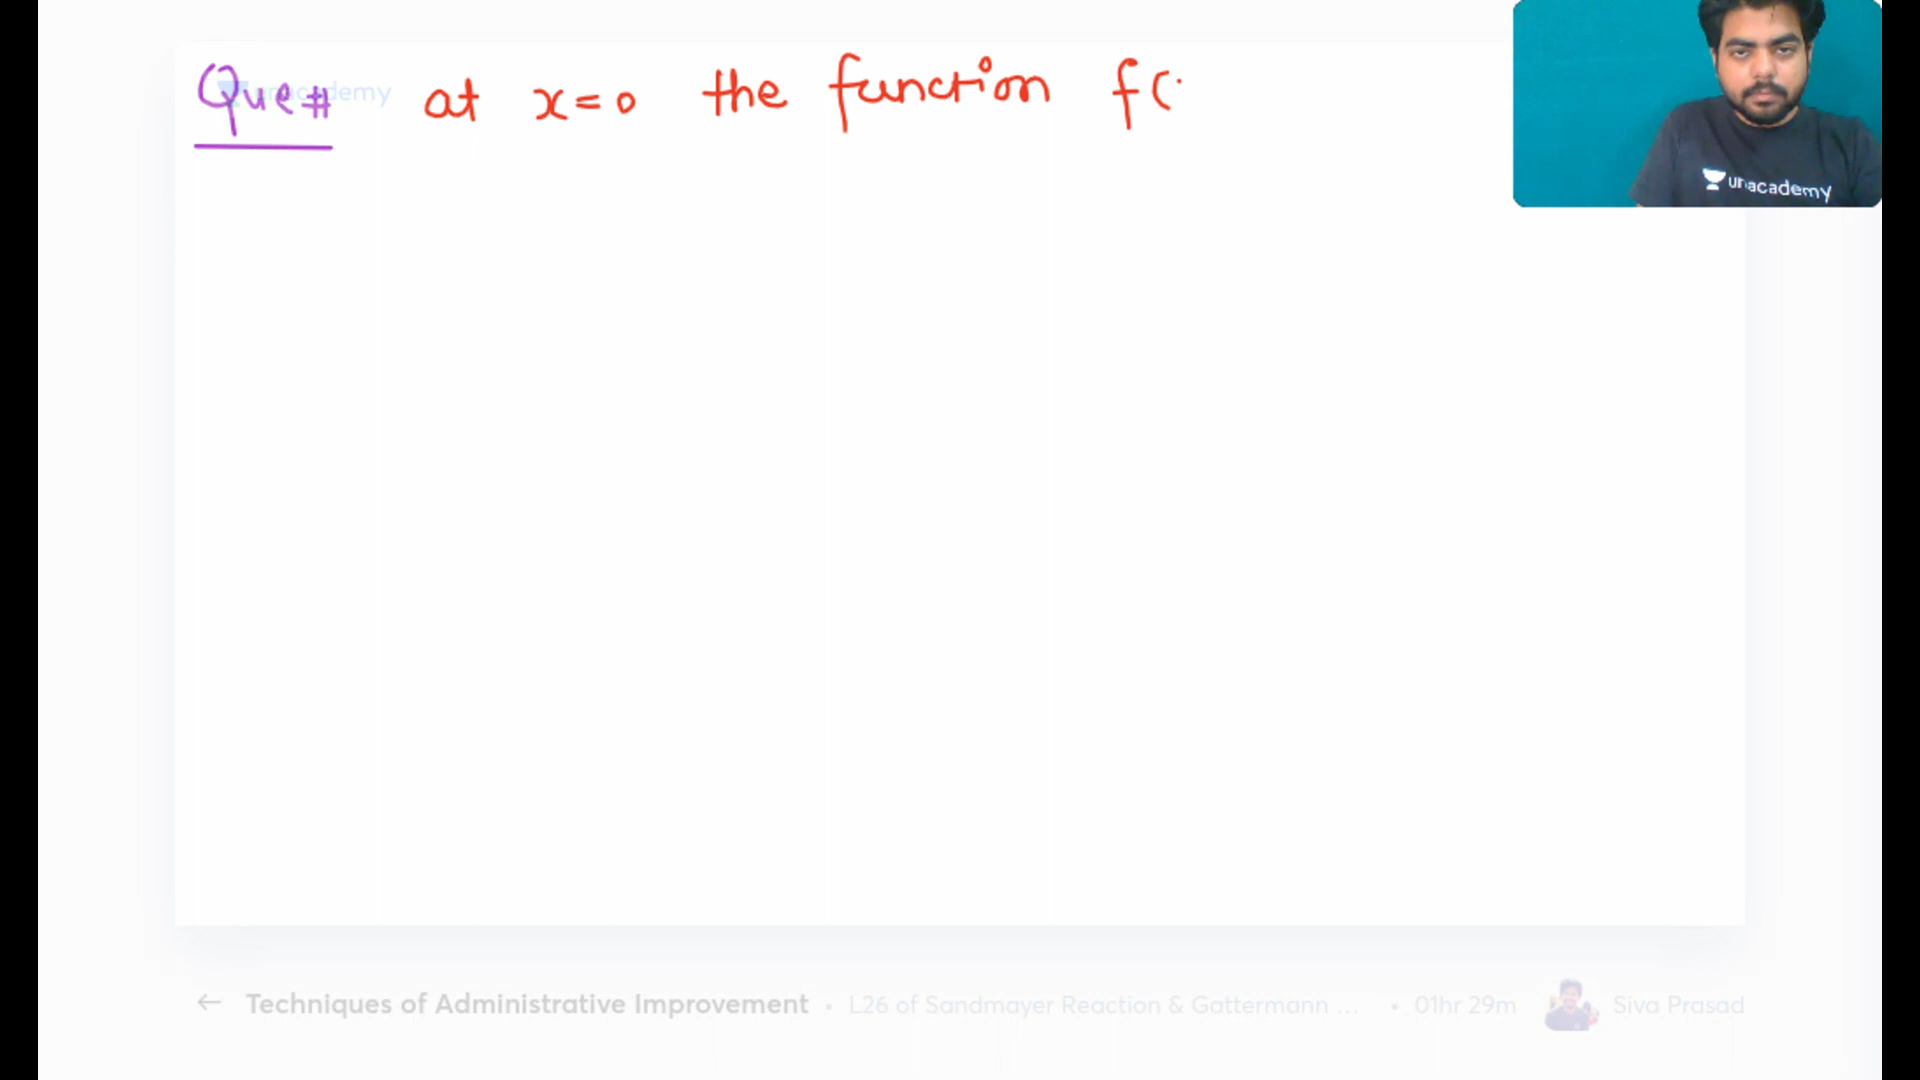 Que# at x=0 the function f(
unacademy
← Techniques of Administrative Improvement • L26 of Sandmayer Reaction & Gattermann ... • 01hr 29m Siva Prasad